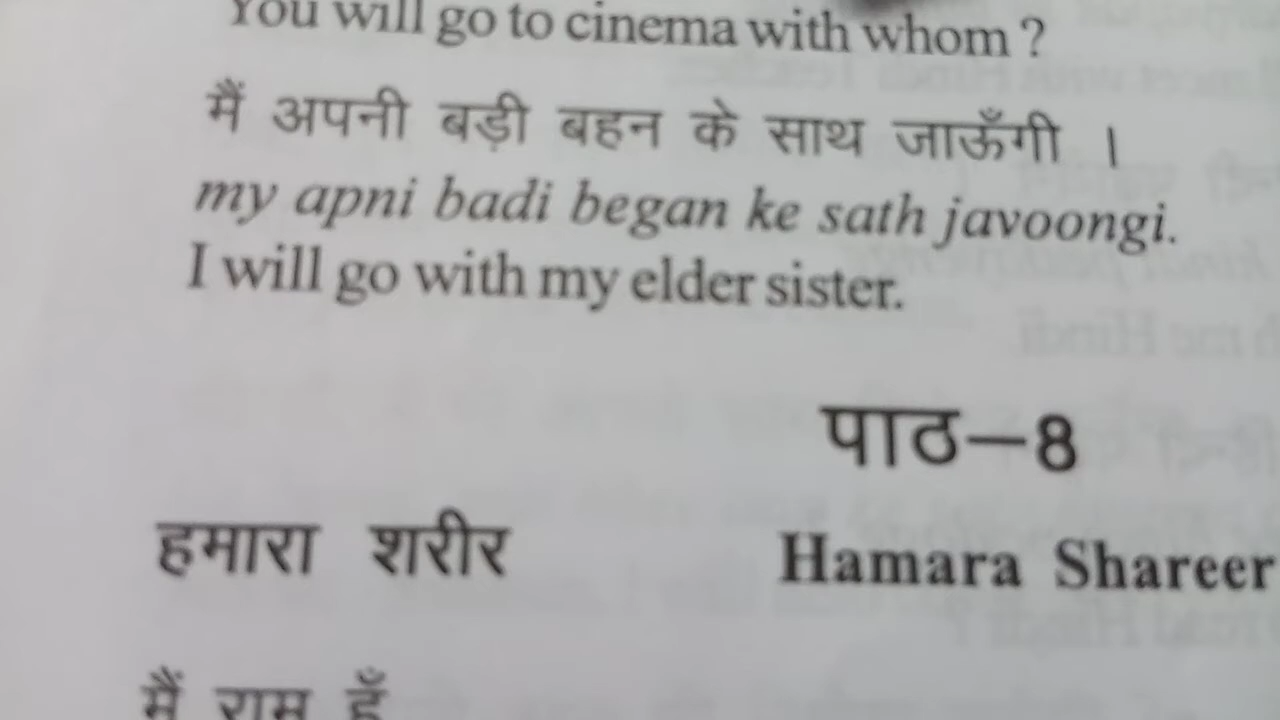 You will go to cinema with whom ?
मैं अपनी बड़ी बहन के साथ जाऊँगी ।
my apni badi began ke sath javoongi.
I will go with my elder sister.
पाठ–8
हमारा शरीर Hamara Shareer
मैं राम हूँ